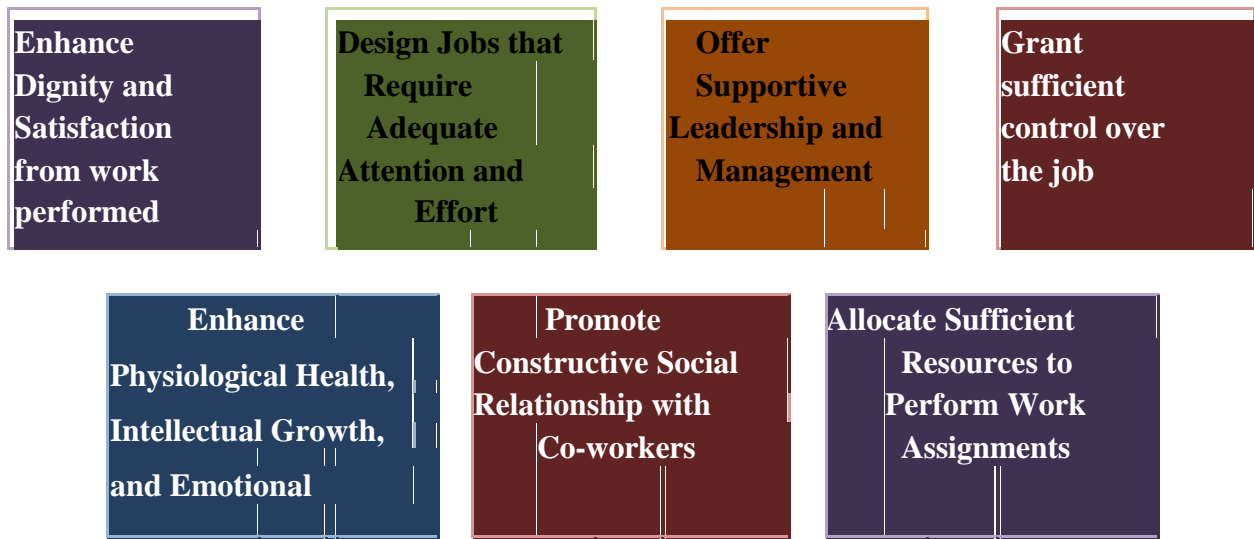 Enhance
Dignity and
Satisfaction
from work
performed
Design Jobs that
Require
Adequate
Attention and
Effort
Offer
Supportive
Leadership and
Management
Grant
sufficient
control over
the job
Enhance
Physiological Health,
Intellectual Growth,
and Emotional
Promote
Constructive Social
Relationship with
Co-workers
Allocate Sufficient
Resources to
Perform Work
Assignments